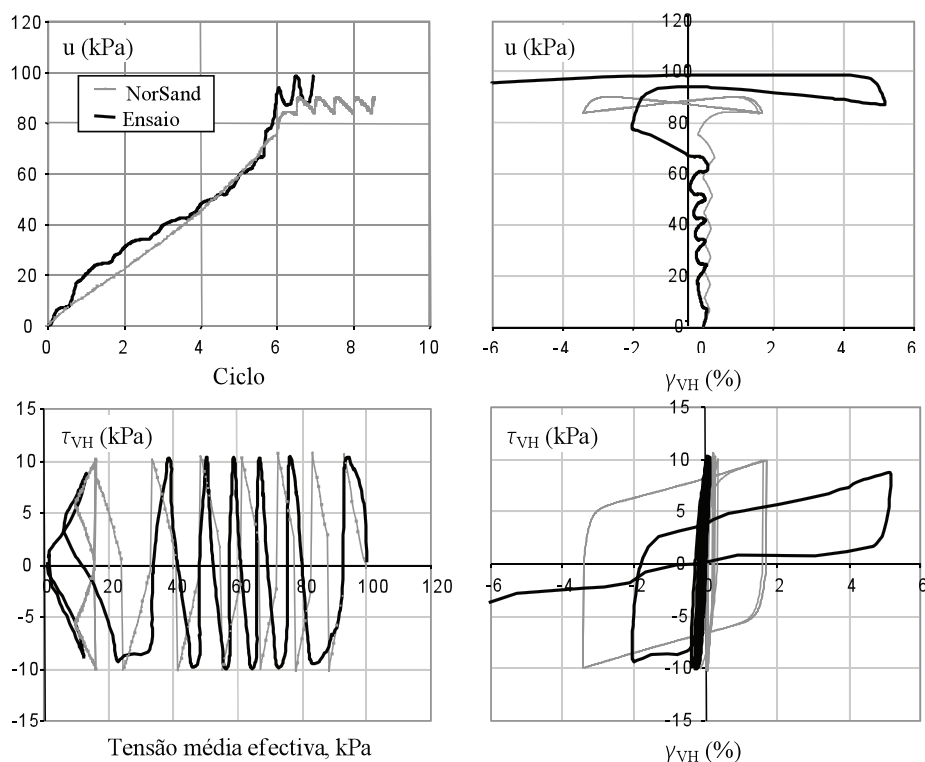 120
100
80
60
40
20
0
u (kPa)
NorSand
Ensaio
0 2 4 6 8 10
Ciclo
120
100
80
60
40
20
0
u (kPa)
-6 -4 -2 0 2 4 6
γVH (%)
15
10
5
0
-5
-10
-15
τVH (kPa)
0 20 40 60 80 100 120
Tensão média efectiva, kPa
15
10
5
0
-5
-10
-15
τVH (kPa)
-6 -4 -2 0 2 4 6
γVH (%)